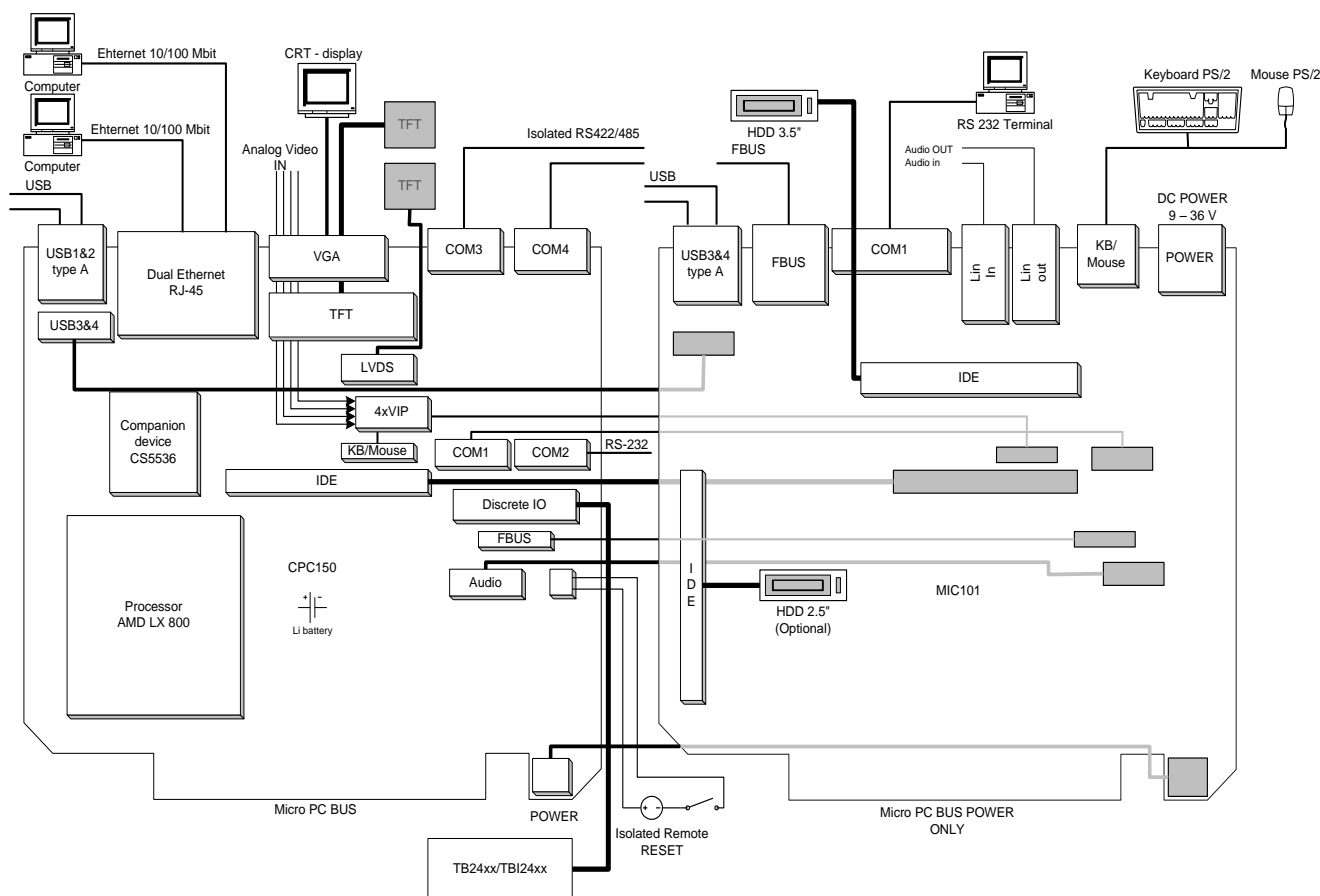 Ehternet 10/100 Mbit
Computer
Ehternet 10/100 Mbit
Computer
USB
CRT - display
Analog Video
IN
TFT
TFT
Isolated RS422/485
HDD 3.5"
FBUS
USB
RS 232 Terminal
Audio OUT
Audio in
Keyboard PS/2
Mouse PS/2
DC POWER
9 – 36 V
USB1&2
type A
Dual Ethernet
RJ-45
VGA
COM3
COM4
USB3&4
type A
FBUS
COM1
Lin
In
Lin
out
KB/
Mouse
POWER
USB3&4
TFT
LVDS
IDE
Companion
device
CS5536
4xVIP
KB/Mouse
COM1
COM2
RS-232
IDE
Discrete IO
FBUS
Audio
CPC150
+
-
Li battery
Processor
AMD LX 800
I
D
E
HDD 2.5"
(Optional)
MIC101
Micro PC BUS
POWER
+
-
Isolated Remote
RESET
Micro PC BUS POWER
ONLY
TB24xx/TBI24xx